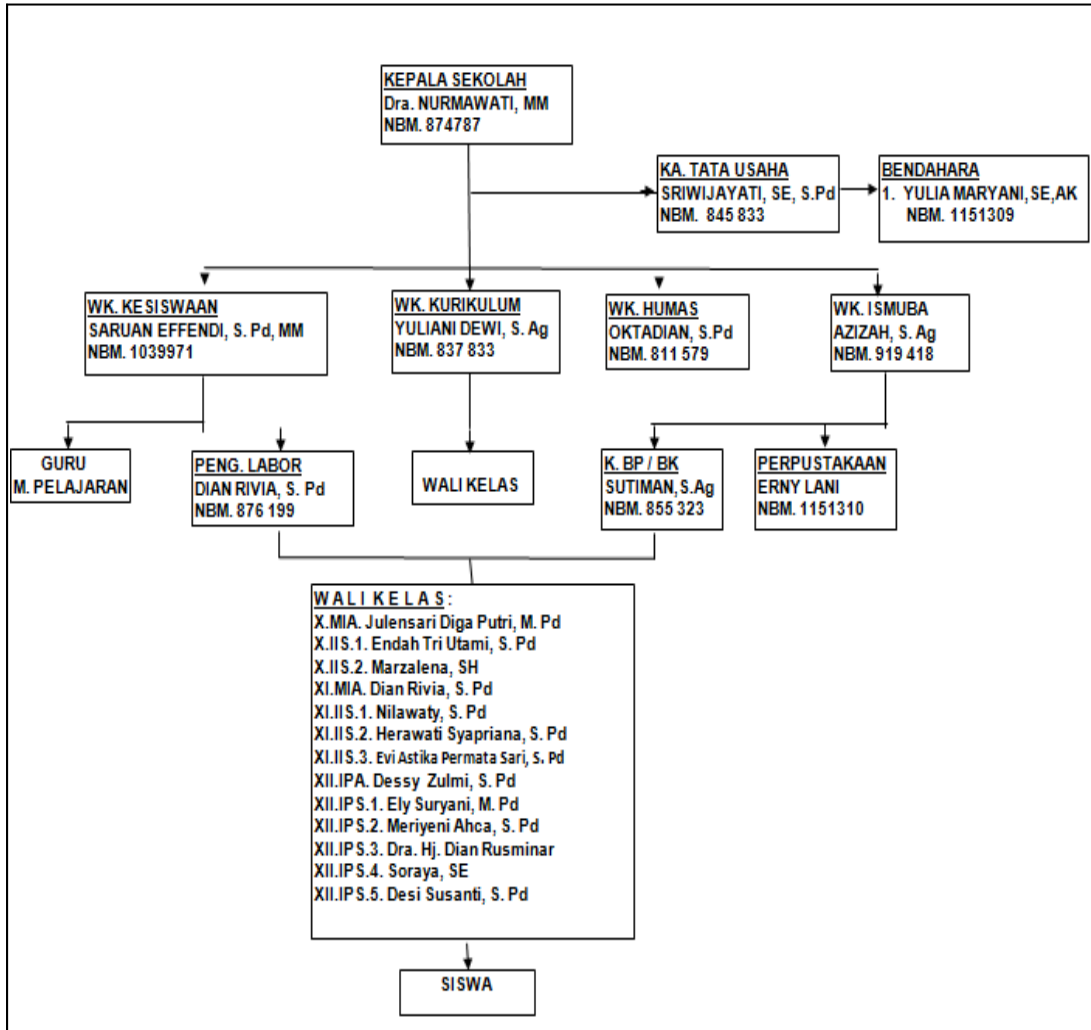 KEPALA SEKOLAH
Dra. NURMAWATI, MM
NBM. 874787
KA. TATA USAHA
SRIWIJAYATI, SE, S.Pd
NBM. 845 833
BENDAHARA
1. YULIA MARYANI, SE,AK
NBM. 1151309
WK. KESISWAAN
SARUAN EFFENDI, S. Pd, MM
NBM. 1039971
WK. KURIKULUM
YULIANI DEWI, S. Ag
NBM. 837 833
WK. HUMAS
OKTADIAN, S.Pd
NBM. 811 579
WK. ISMUBA
AZIZAH, S. Ag
NBM. 919 418
GURU
M. PELAJARAN
PENG. LABOR
DIAN RIVIA, S. Pd
NBM. 876 199
WALI KELAS
K. BP / BK
SUTIMAN, S.Ag
NBM. 855 323
PERPUSTAKAAN
ERNY LANI
NBM. 1151310
W A L I K E L A S :
X.MIA. Julensari Diga Putri, M. Pd
X.IIS.1. Endah Tri Utami, S. Pd
X.IIS.2. Marzalena, SH
XI.MIA. Dian Rivia, S. Pd
XI.IIS.1. Nilawaty, S. Pd
XI.IIS.2. Herawati Syapriana, S. Pd
XI.IIS.3. Evi Astika Permata Sari, S. Pd
XII.IPA. Dessy Zulmi, S. Pd
XII.IPS.1. Ely Suryani, M. Pd
XII.IPS.2. Meriyeni Ahca, S. Pd
XII.IPS.3. Dra. Hj. Dian Rusminar
XII.IPS.4. Soraya, SE
XII.IPS.5. Desi Susanti, S. Pd
SISWA